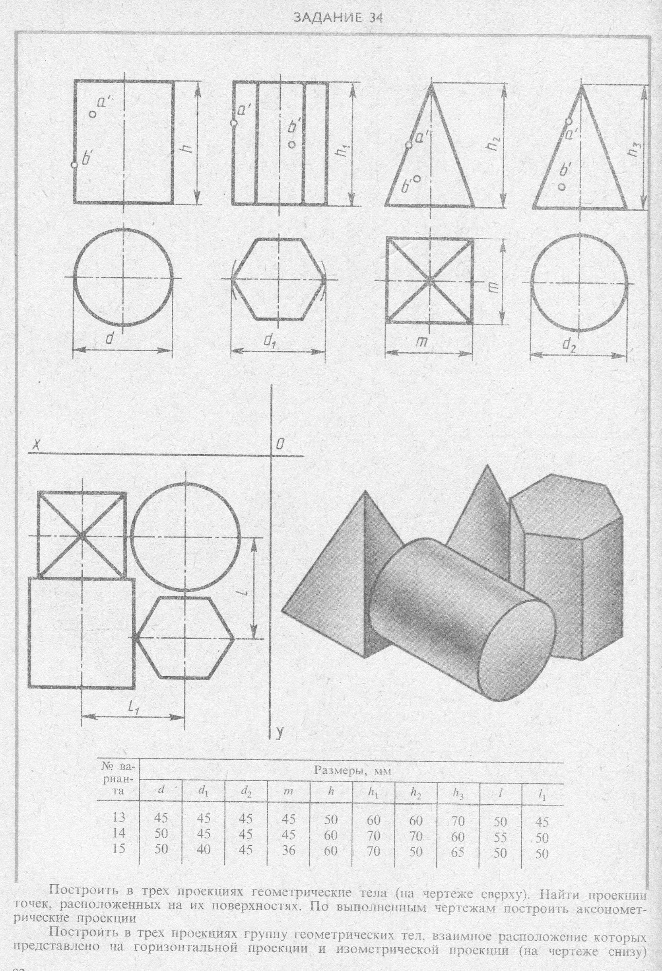 ЗАДАНИЕ 34
a'
b'
h
a'
b'
h₁
a'
b'
h₂
a'
b'
h₃
d
d₁
m
m
d₂
X
O
L
L₁
y
№ ва-
риан-
та
Размеры, мм
d d₁ d₂ m h h₁ h₂ h₃ l l₁
13 45 45 45 45 50 60 60 70 50 45
14 50 45 45 45 60 70 70 60 55 50
15 50 40 45 36 60 70 50 65 50 50
Построить в трех проекциях геометрические тела (на чертеже сверху). Найти проекции
точек, расположенных на их поверхностях. По выполненным чертежам построить аксономет-
рические проекции
Построить в трех проекциях группу геометрических тел, взаимное расположение которых
представлено на горизонтальной проекции и изометрической проекции (на чертеже снизу)